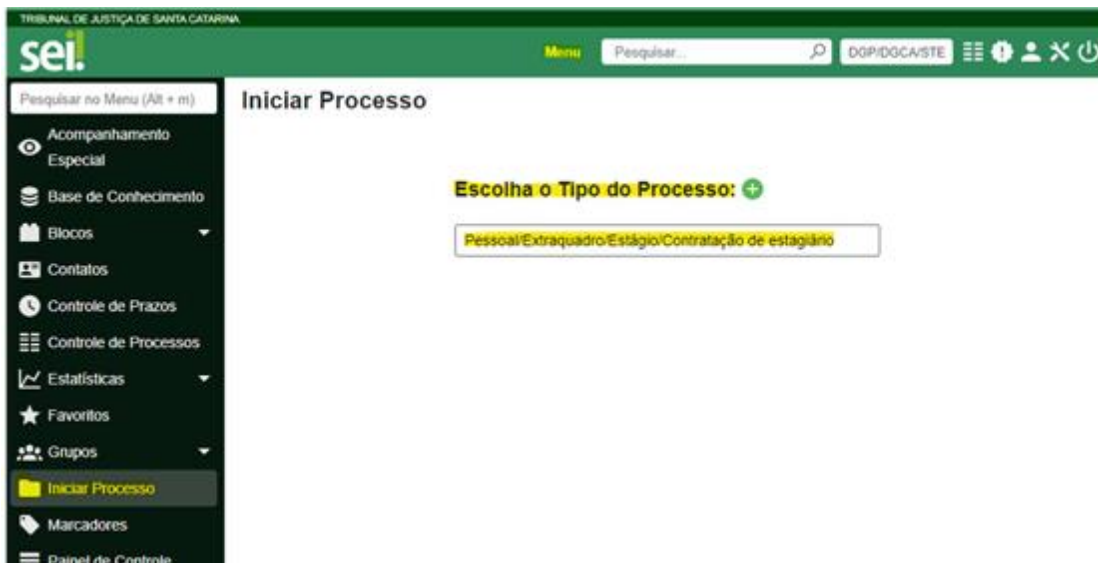 TRIBUNAL DE JUSTIÇA DE SANTA CATARINA
sei!
Menu
Pesquisar...
DGP/DGCA/STE
Pesquisar no Menu (Alt + m)
Iniciar Processo
Acompanhamento
Especial
Base de Conhecimento
Blocos
Contatos
Controle de Prazos
Controle de Processos
Estatísticas
Favoritos
Grupos
Iniciar Processo
Marcadores
Painel de Controle
Escolha o Tipo do Processo:
Pessoal/Extraquadro/Estágio/Contratação de estagiário